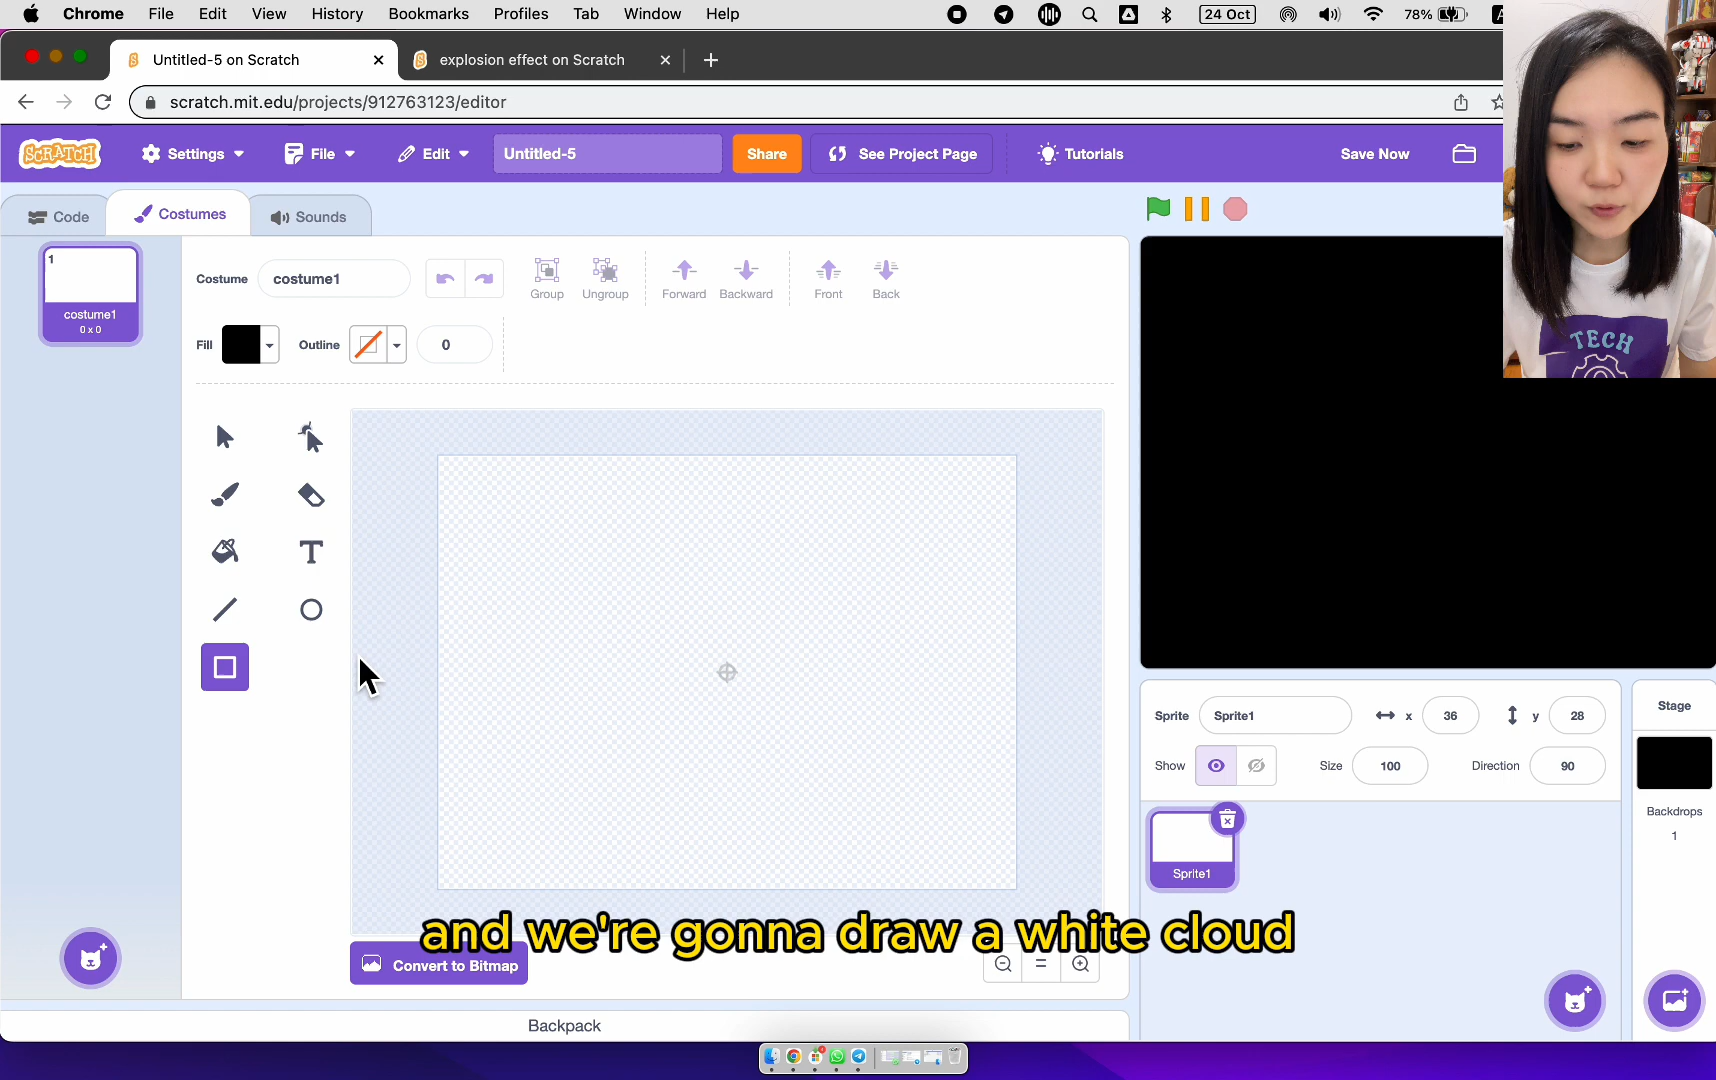 Chrome File Edit View History Bookmarks Profiles Tab Window Help 24 Oct 78%
Untitled-5 on Scratch
explosion effect on Scratch
scratch.mit.edu/projects/912763123/editor
SCRATCH Settings File Edit Untitled-5 Share See Project Page Tutorials Save Now
Code Costumes Sounds
1
costume1
0 x 0
Costume costume1
Group Ungroup Forward Backward Front Back
Fill Outline 0
T
TECH
Sprite Sprite1 x 36 y 28
Show Size 100 Direction 90
Sprite1
Stage
Backdrops
1
and we're gonna draw a white cloud
Convert to Bitmap
Backpack